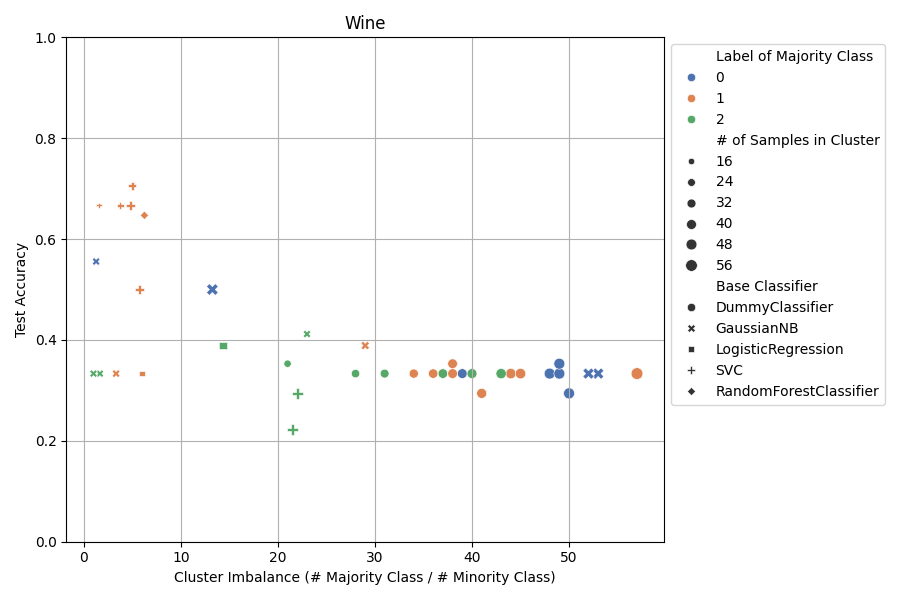 Wine
1.0
0.8
0.6
0.4
0.2
0.0
Test Accuracy
0 10 20 30 40 50
Cluster Imbalance (# Majority Class / # Minority Class)
Label of Majority Class
0
1
2
# of Samples in Cluster
16
24
32
40
48
56
Base Classifier
DummyClassifier
GaussianNB
LogisticRegression
SVC
RandomForestClassifier